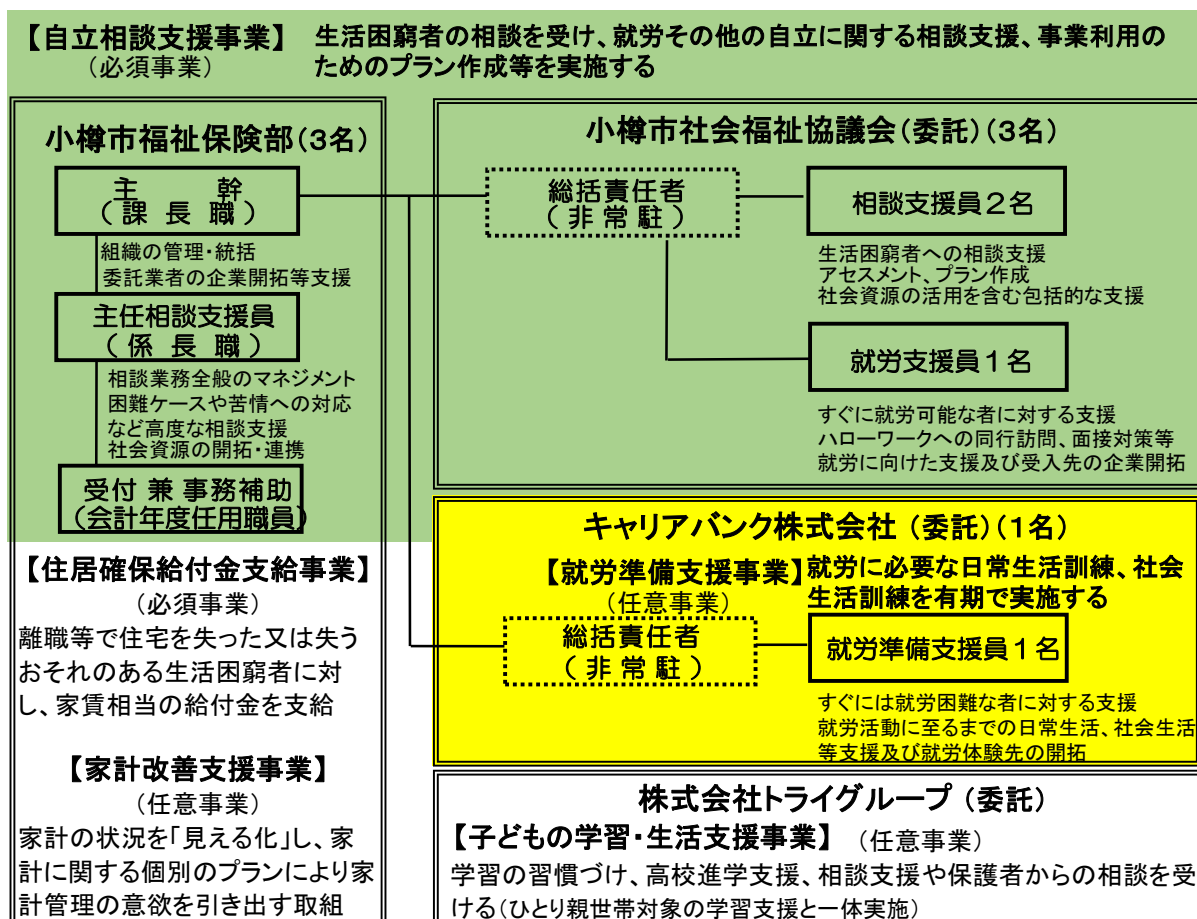 【自立相談支援事業】 生活困窮者の相談を受け、就労その他の自立に関する相談支援、事業利用の
(必須事業) ためのプラン作成等を実施する
小樽市福祉保険部(3名)
主 幹
(課 長 職)
組織の管理・統括
委託業者の企業開拓等支援
主任相談支援員
(係 長 職)
相談業務全般のマネジメント
困難ケースや苦情への対応
など高度な相談支援
社会資源の開拓・連携
受付 兼 事務補助
(会計年度任用職員)
【住居確保給付金支給事業】
(必須事業)
離職等で住宅を失った又は失う
おそれのある生活困窮者に対
し、家賃相当の給付金を支給
【家計改善支援事業】
(任意事業)
家計の状況を「見える化」し、家
計に関する個別のプランにより家
計管理の意欲を引き出す取組
小樽市社会福祉協議会(委託)(3名)
総括責任者
(非常駐)
相談支援員2名
生活困窮者への相談支援
アセスメント、プラン作成
社会資源の活用を含む包括的な支援
就労支援員1名
すぐに就労可能な者に対する支援
ハローワークへの同行訪問、面接対策等
就労に向けた支援及び受入先の企業開拓
キャリアバンク株式会社 (委託)(1名)
【就労準備支援事業】就労に必要な日常生活訓練、社会
(任意事業) 生活訓練を有期で実施する
総括責任者
(非常駐)
就労準備支援員1名
すぐには就労困難な者に対する支援
就労活動に至るまでの日常生活、社会生活
等支援及び就労体験先の開拓
株式会社トライグループ (委託)
【子どもの学習・生活支援事業】 (任意事業)
学習の習慣づけ、高校進学支援、相談支援や保護者からの相談を受
ける(ひとり親世帯対象の学習支援と一体実施)